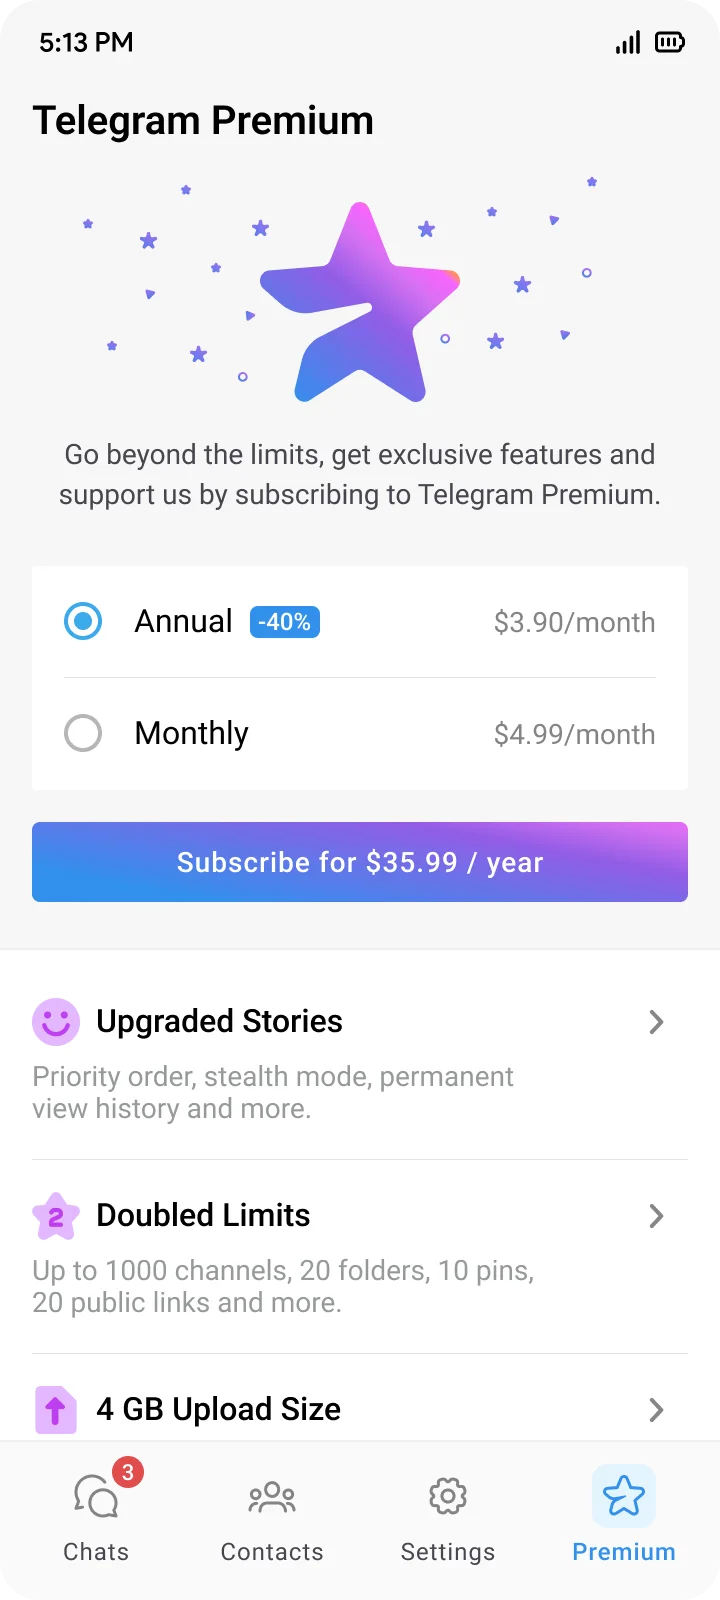 5:13 PM
Telegram Premium
Go beyond the limits, get exclusive features and
support us by subscribing to Telegram Premium.
Annual -40% $3.90/month
Monthly $4.99/month
Subscribe for $35.99 / year
Upgraded Stories
Priority order, stealth mode, permanent
view history and more.
2 Doubled Limits
Up to 1000 channels, 20 folders, 10 pins,
20 public links and more.
4 GB Upload Size
3
Chats Contacts Settings Premium